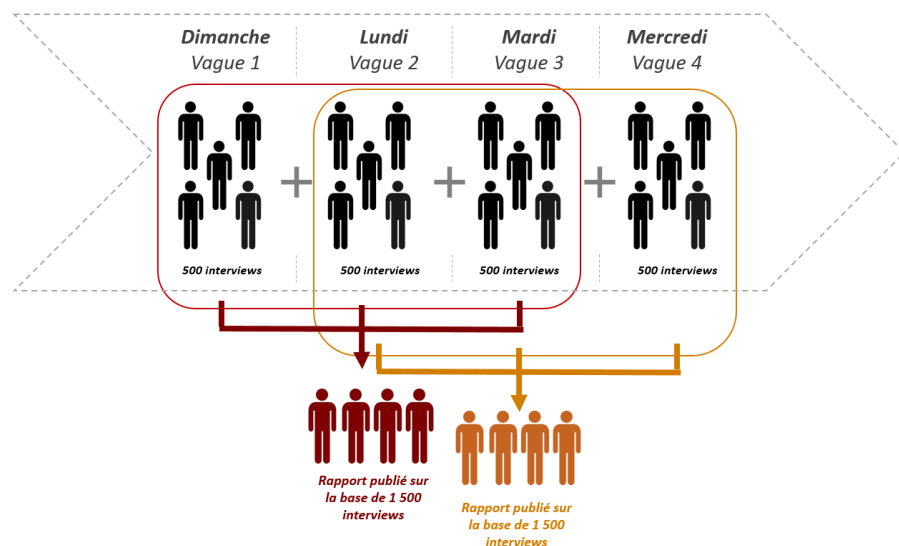 Dimanche
Vague 1
Lundi
Vague 2
Mardi
Vague 3
Mercredi
Vague 4
500 interviews
500 interviews
500 interviews
500 interviews
Rapport publié sur
la base de 1 500
interviews
Rapport publié sur
la base de 1 500
interviews